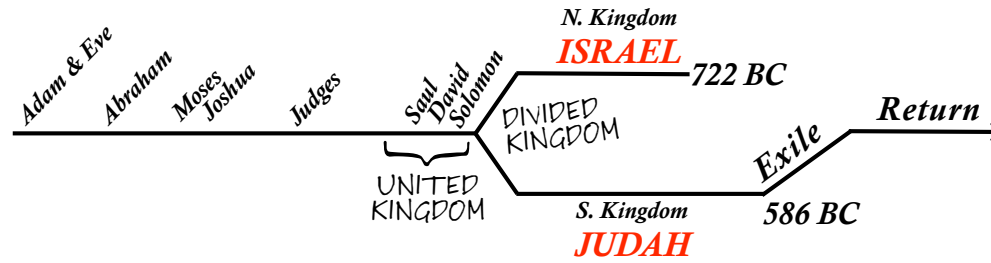 Adam & Eve
Abraham
Moses
Joshua
Judges
Saul
David
Solomon
UNITED
KINGDOM
DIVIDED
KINGDOM
N. Kingdom
ISRAEL
722 BC
S. Kingdom
JUDAH
586 BC
Exile
Return